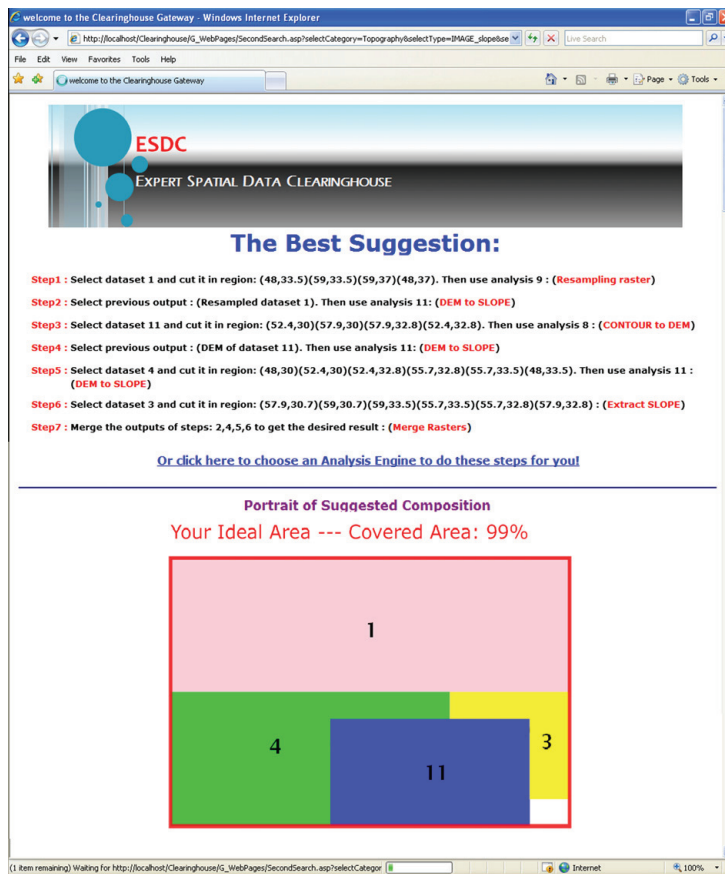 welcome to the Clearinghouse Gateway - Windows Internet Explorer
http://localhost/Clearinghouse/G_WebPages/SecondSearch.asp?selectCategory=Topography&selectType=IMAGE_slope&se
Live Search
File Edit View Favorites Tools Help
welcome to the Clearinghouse Gateway
Page Tools
ESDC
EXPERT SPATIAL DATA CLEARINGHOUSE
The Best Suggestion:
Step1 : Select dataset 1 and cut it in region: (48,33.5)(59,33.5)(59,37)(48,37). Then use analysis 9 : (Resampling raster)
Step2 : Select previous output : (Resampled dataset 1). Then use analysis 11: (DEM to SLOPE)
Step3 : Select dataset 11 and cut it in region: (52.4,30)(57.9,30)(57.9,32.8)(52.4,32.8). Then use analysis 8 : (CONTOUR to DEM)
Step4 : Select previous output : (DEM of dataset 11). Then use analysis 11: (DEM to SLOPE)
Step5 : Select dataset 4 and cut it in region: (48,30)(52.4,30)(52.4,32.8)(55.7,32.8)(55.7,33.5)(48,33.5). Then use analysis 11 :
(DEM to SLOPE)
Step6 : Select dataset 3 and cut it in region: (57.9,30.7)(59,30.7)(59,33.5)(55.7,33.5)(55.7,32.8)(57.9,32.8) : (Extract SLOPE)
Step7 : Merge the outputs of steps: 2,4,5,6 to get the desired result : (Merge Rasters)
Or click here to choose an Analysis Engine to do these steps for you!
Portrait of Suggested Composition
Your Ideal Area --- Covered Area: 99%
1
4
3
11
(1 item remaining) Waiting for http://localhost/Clearinghouse/G_WebPages/SecondSearch.asp?selectCategor
Internet
100%